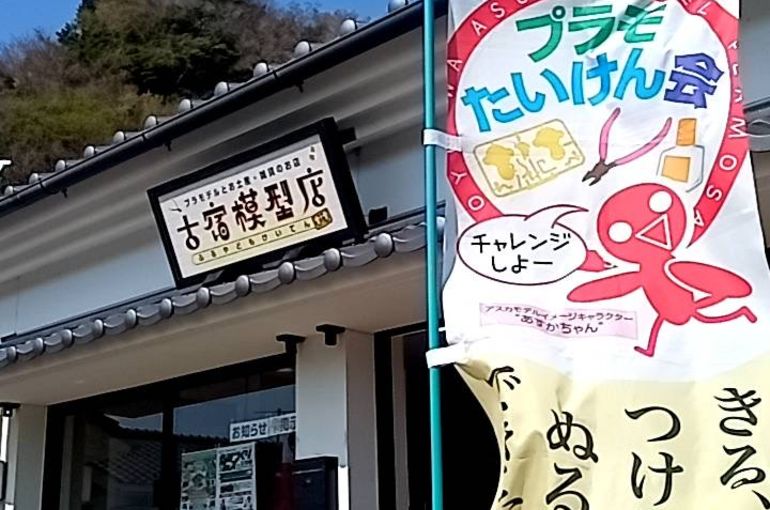 プラモデルとお土産・雑貨のお店
古宿模型店
ふるやどもけいてん
お知らせ
プラモ
たいけん会
チャレンジ
しよー
アスカモデルイメージキャラクター
"あすかちゃん"
きる、
つけ
ぬる